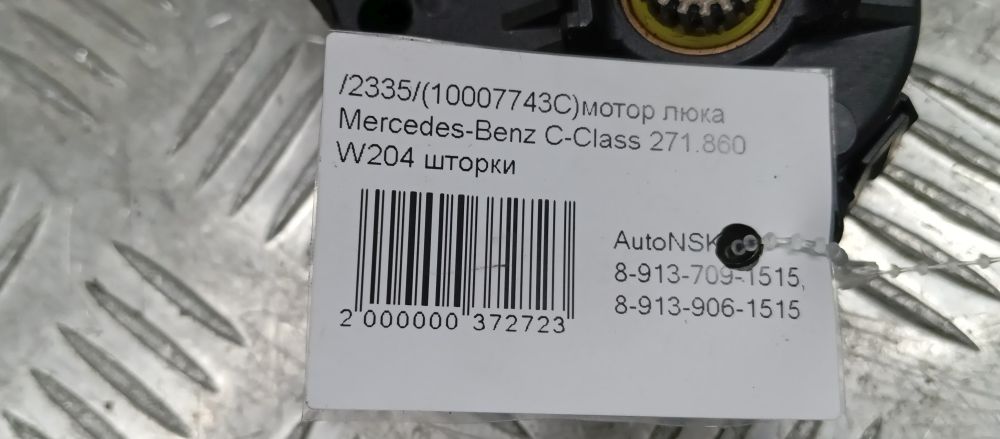 /2335/(10007743C)мотор люка
Mercedes-Benz C-Class 271.860
W204 шторки
AutoNSK
8-913-709-1515,
8-913-906-1515
2 000000 372723